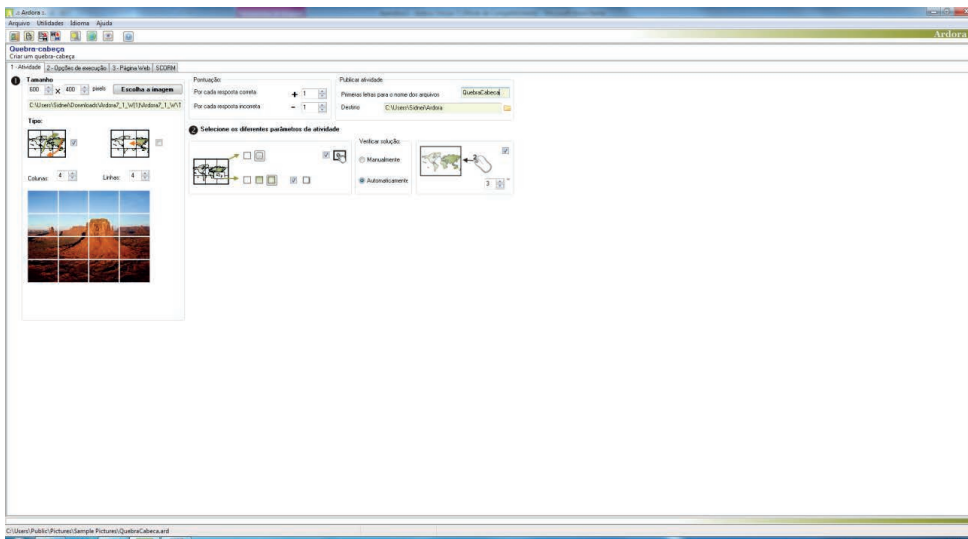 .: Ardora :.
Arquivo Utilidades Idioma Ajuda
Ardora
Quebra-cabeça
Criar um quebra-cabeça
1 - Atividade 2 - Opções de execução 3 - Página Web SCORM
1 Tamanho
600 x 400 pixels Escolha a imagem
Tipo:
Colunas: 4 Linhas: 4
Pontuação:
Por cada resposta correta + 1
Por cada resposta incorreta - 1
Publicar atividade
Primeiras letras para o nome dos arquivos QuebraCabeca
Destino C:\Users\Sidnei\Ardora
2 Selecione os diferentes parâmetros de atividade
Verificar solução:
Manualmente
Automaticamente
3 "
C:\Users\Public\Pictures\Sample Pictures\QuebraCabeca.ard